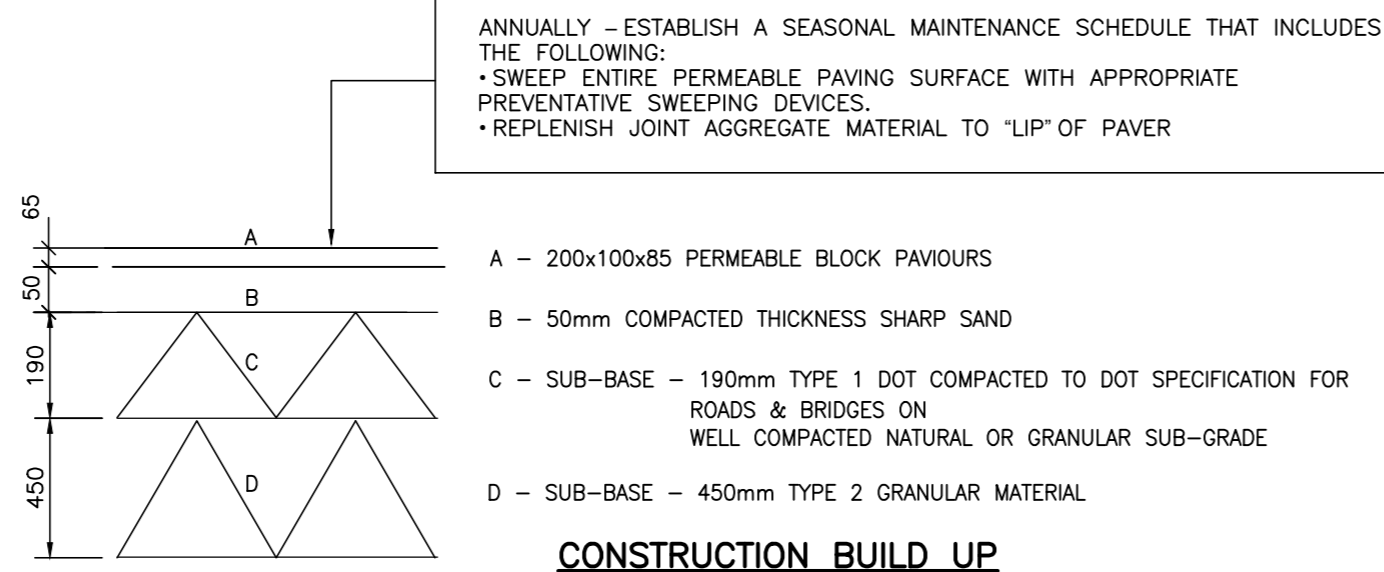 ANNUALLY – ESTABLISH A SEASONAL MAINTENANCE SCHEDULE THAT INCLUDES
THE FOLLOWING:
• SWEEP ENTIRE PERMEABLE PAVING SURFACE WITH APPROPRIATE
PREVENTATIVE SWEEPING DEVICES.
• REPLENISH JOINT AGGREGATE MATERIAL TO “LIP” OF PAVER
65
A
A – 200x100x85 PERMEABLE BLOCK PAVIOURS
50
B
B – 50mm COMPACTED THICKNESS SHARP SAND
190
C
C – SUB–BASE – 190mm TYPE 1 DOT COMPACTED TO DOT SPECIFICATION FOR
ROADS & BRIDGES ON
WELL COMPACTED NATURAL OR GRANULAR SUB–GRADE
450
D
D – SUB–BASE – 450mm TYPE 2 GRANULAR MATERIAL
CONSTRUCTION BUILD UP